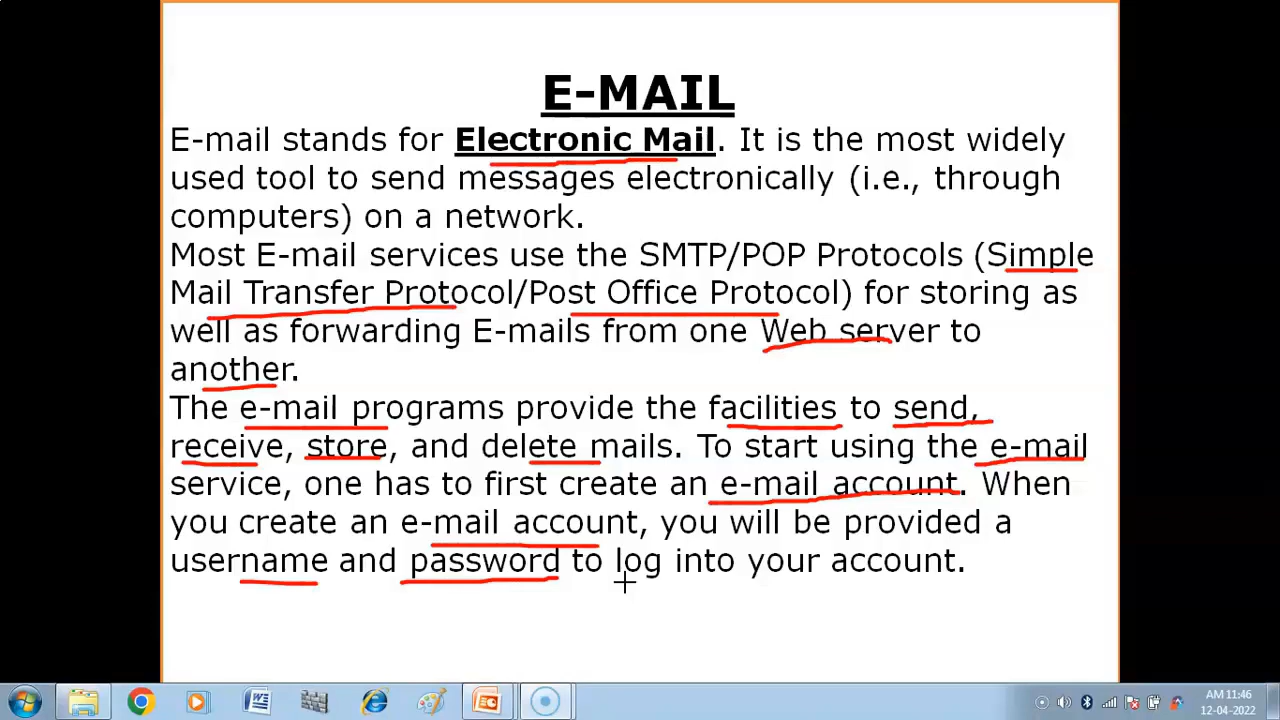 E-MAIL
E-mail stands for Electronic Mail. It is the most widely
used tool to send messages electronically (i.e., through
computers) on a network.
Most E-mail services use the SMTP/POP Protocols (Simple
Mail Transfer Protocol/Post Office Protocol) for storing as
well as forwarding E-mails from one Web server to
another.
The e-mail programs provide the facilities to send,
receive, store, and delete mails. To start using the e-mail
service, one has to first create an e-mail account. When
you create an e-mail account, you will be provided a
username and password to log into your account.
AM 11:46
12-04-2022